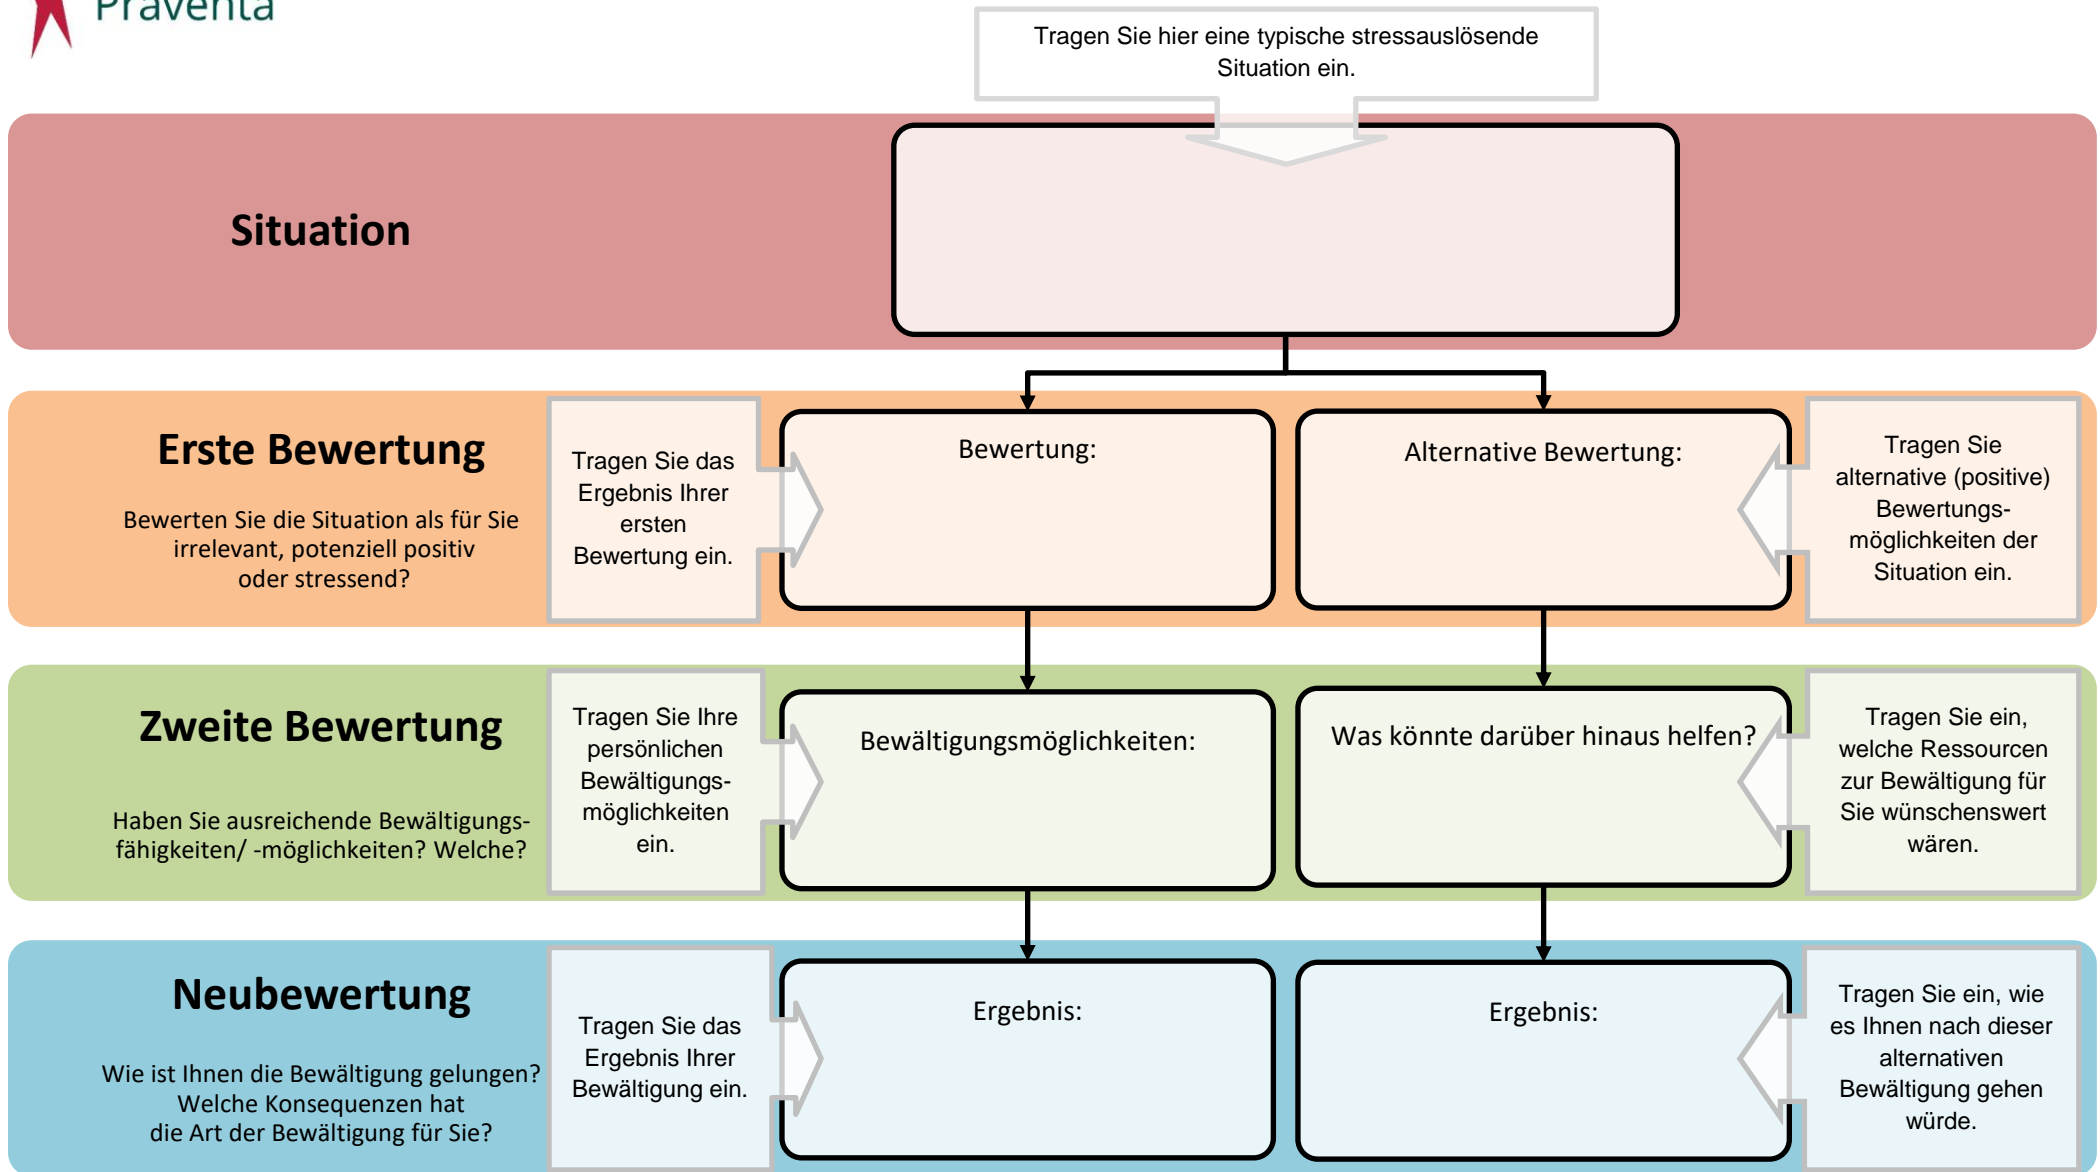 Präventa
Tragen Sie hier eine typische stressauslösende
Situation ein.
Situation
Erste Bewertung
Bewerten Sie die Situation als für Sie
irrelevant, potenziell positiv
oder stressend?
Tragen Sie das
Ergebnis Ihrer
ersten
Bewertung ein.
Bewertung:
Alternative Bewertung:
Tragen Sie
alternative (positive)
Bewertungs-
möglichkeiten der
Situation ein.
Zweite Bewertung
Haben Sie ausreichende Bewältigungs-
fähigkeiten/ -möglichkeiten? Welche?
Tragen Sie Ihre
persönlichen
Bewältigungs-
möglichkeiten
ein.
Bewältigungsmöglichkeiten:
Was könnte darüber hinaus helfen?
Tragen Sie ein,
welche Ressourcen
zur Bewältigung für
Sie wünschenswert
wären.
Neubewertung
Wie ist Ihnen die Bewältigung gelungen?
Welche Konsequenzen hat
die Art der Bewältigung für Sie?
Tragen Sie das
Ergebnis Ihrer
Bewältigung ein.
Ergebnis:
Ergebnis:
Tragen Sie ein, wie
es Ihnen nach dieser
alternativen
Bewältigung gehen
würde.